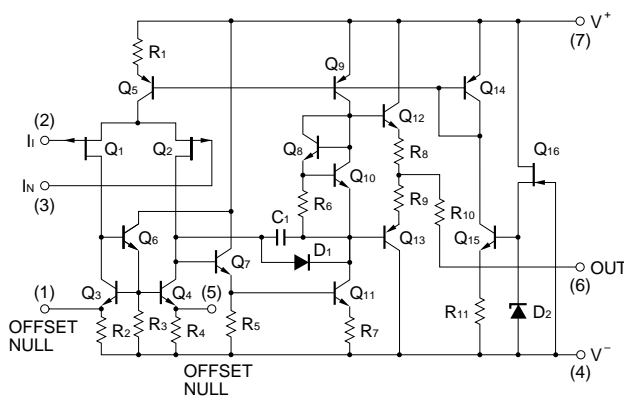 V⁺
(7)
R₁
Q₅
Q₉
Q₁₄
Q₁₂
Q₁₆
(2)
Iᵢ
Q₁
Q₂
Q₈
R₈
Q₁₀
Iɴ
(3)
R₆
R₉
R₁₀
C₁
Q₆
Q₁₃
Q₁₅
D₁
Q₇
OUT
(6)
(1)
Q₃
Q₄
(5)
Q₁₁
OFFSET
NULL
R₂
R₃
R₄
R₅
R₇
R₁₁
D₂
V⁻
(4)
OFFSET
NULL